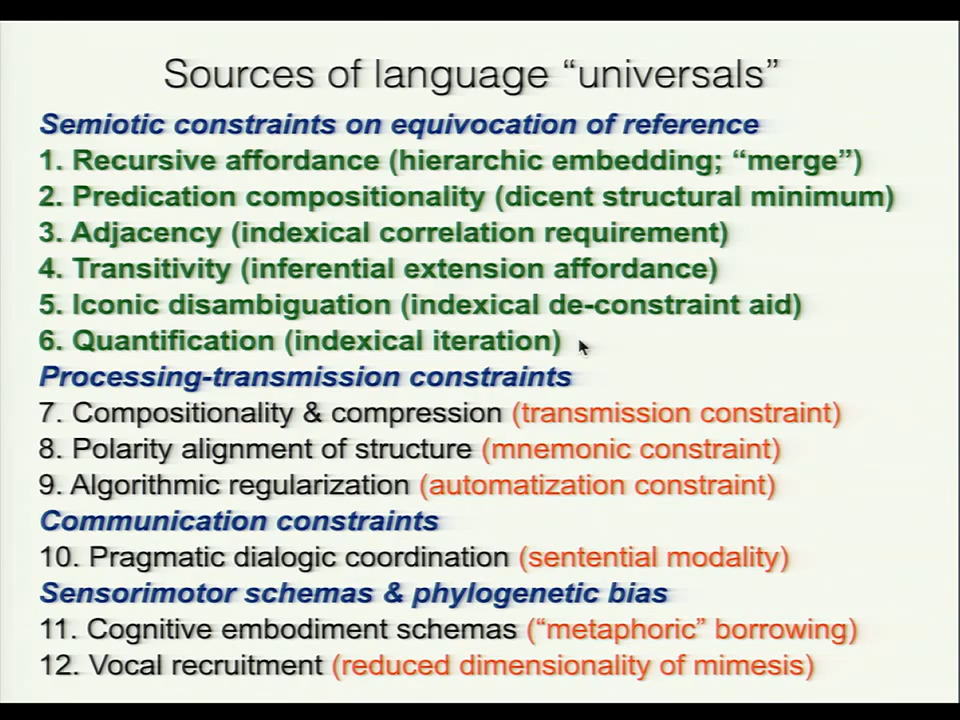 Sources of language “universals”
Semiotic constraints on equivocation of reference
1. Recursive affordance (hierarchic embedding; “merge”)
2. Predication compositionality (dicent structural minimum)
3. Adjacency (indexical correlation requirement)
4. Transitivity (inferential extension affordance)
5. Iconic disambiguation (indexical de-constraint aid)
6. Quantification (indexical iteration)
Processing-transmission constraints
7. Compositionality & compression (transmission constraint)
8. Polarity alignment of structure (mnemonic constraint)
9. Algorithmic regularization (automatization constraint)
Communication constraints
10. Pragmatic dialogic coordination (sentential modality)
Sensorimotor schemas & phylogenetic bias
11. Cognitive embodiment schemas (“metaphoric” borrowing)
12. Vocal recruitment (reduced dimensionality of mimesis)